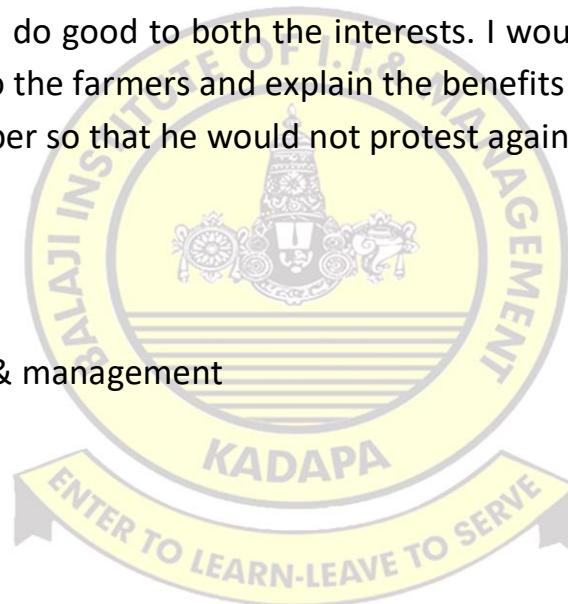 do good to both the interests. I wou
o the farmers and explain the benefits
per so that he would not protest again
BALAJI INSTITUTE OF I.T. & MANAGEMENT
& management
KADAPA
ENTER TO LEARN-LEAVE TO SERVE